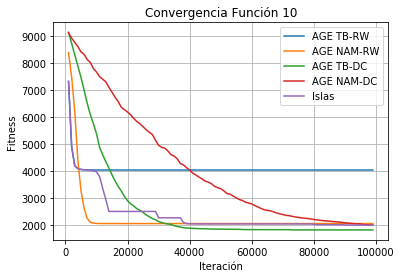 Convergencia Función 10
Fitness
9000
8000
7000
6000
5000
4000
3000
2000
0
20000
40000
60000
80000
100000
Iteración
AGE TB-RW
AGE NAM-RW
AGE TB-DC
AGE NAM-DC
Islas